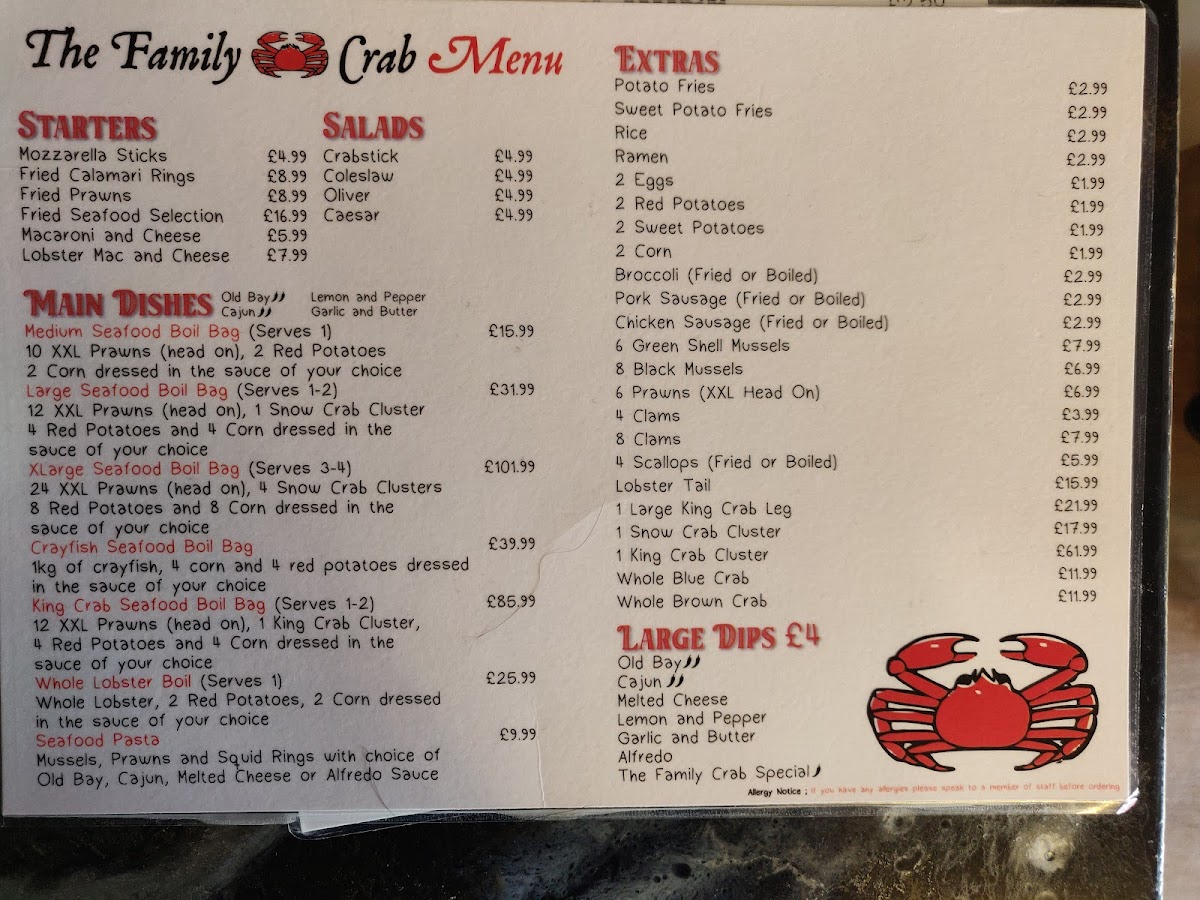 The Family Crab Menu
STARTERS
Mozzarella Sticks £4.99
Fried Calamari Rings £8.99
Fried Prawns £8.99
Fried Seafood Selection £16.99
Macaroni and Cheese £5.99
Lobster Mac and Cheese £7.99
SALADS
Crabstick £4.99
Coleslaw £4.99
Oliver £4.99
Caesar £4.99
MAIN DISHES
Old Bay Lemon and Pepper
Cajun Garlic and Butter
Medium Seafood Boil Bag (Serves 1) £15.99
10 XXL Prawns (head on), 2 Red Potatoes
2 Corn dressed in the sauce of your choice
Large Seafood Boil Bag (Serves 1-2) £31.99
12 XXL Prawns (head on), 1 Snow Crab Cluster
4 Red Potatoes and 4 Corn dressed in the
sauce of your choice
XLarge Seafood Boil Bag (Serves 3-4) £101.99
24 XXL Prawns (head on), 4 Snow Crab Clusters
8 Red Potatoes and 8 Corn dressed in the
sauce of your choice
Crayfish Seafood Boil Bag £39.99
1kg of crayfish, 4 corn and 4 red potatoes dressed
in the sauce of your choice
King Crab Seafood Boil Bag (Serves 1-2) £85,99
12 XXL Prawns (head on), 1 King Crab Cluster,
4 Red Potatoes and 4 Corn dressed in the
sauce of your choice
Whole Lobster Boil (Serves 1) £25.99
Whole Lobster, 2 Red Potatoes, 2 Corn dressed
in the sauce of your choice
Seafood Pasta £9.99
Mussels, Prawns and Squid Rings with choice of
Old Bay, Cajun, Melted Cheese or Alfredo Sauce
EXTRAS
Potato Fries £2.99
Sweet Potato Fries £2.99
Rice £2.99
Ramen £2.99
2 Eggs £1.99
2 Red Potatoes £1.99
2 Sweet Potatoes £1.99
2 Corn £1.99
Broccoli (Fried or Boiled) £2.99
Pork Sausage (Fried or Boiled) £2.99
Chicken Sausage (Fried or Boiled) £2.99
6 Green Shell Mussels £7.99
8 Black Mussels £6.99
6 Prawns (XXL Head On) £6.99
4 Clams £3.99
8 Clams £7.99
4 Scallops (Fried or Boiled) £5.99
Lobster Tail £15.99
1 Large King Crab Leg £21.99
1 Snow Crab Cluster £17.99
1 King Crab Cluster £61.99
Whole Blue Crab £11.99
Whole Brown Crab £11.99
LARGE DIPS £4
Old Bay
Cajun
Melted Cheese
Lemon and Pepper
Garlic and Butter
Alfredo
The Family Crab Special
Allergy Notice ; if you have any allergies please speak to a member of staff before ordering